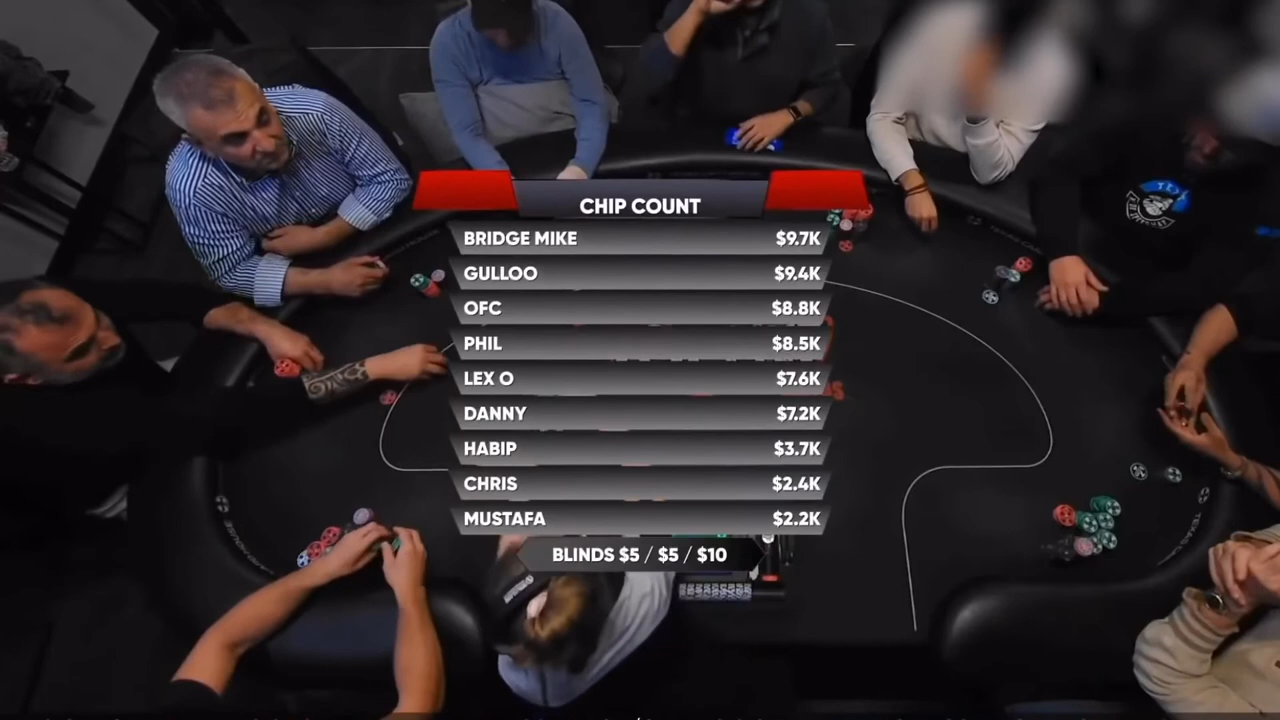 CHIP COUNT
BRIDGE MIKE $9.7K
GULLOO $9.4K
OFC $8.8K
PHIL $8.5K
LEX O $7.6K
DANNY $7.2K
HABIP $3.7K
CHRIS $2.4K
MUSTAFA $2.2K
BLINDS $5 / $5 / $10